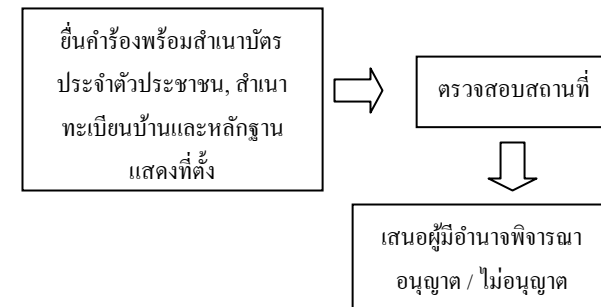 ยื่นคำร้องพร้อมสำเนาบัตร
ประจำตัวประชาชน, สำเนา
ทะเบียนบ้านและหลักฐาน
แสดงที่ตั้ง
ตรวจสอบสถานที่
เสนอผู้มีอำนาจพิจารณา
อนุญาต / ไม่อนุญาต